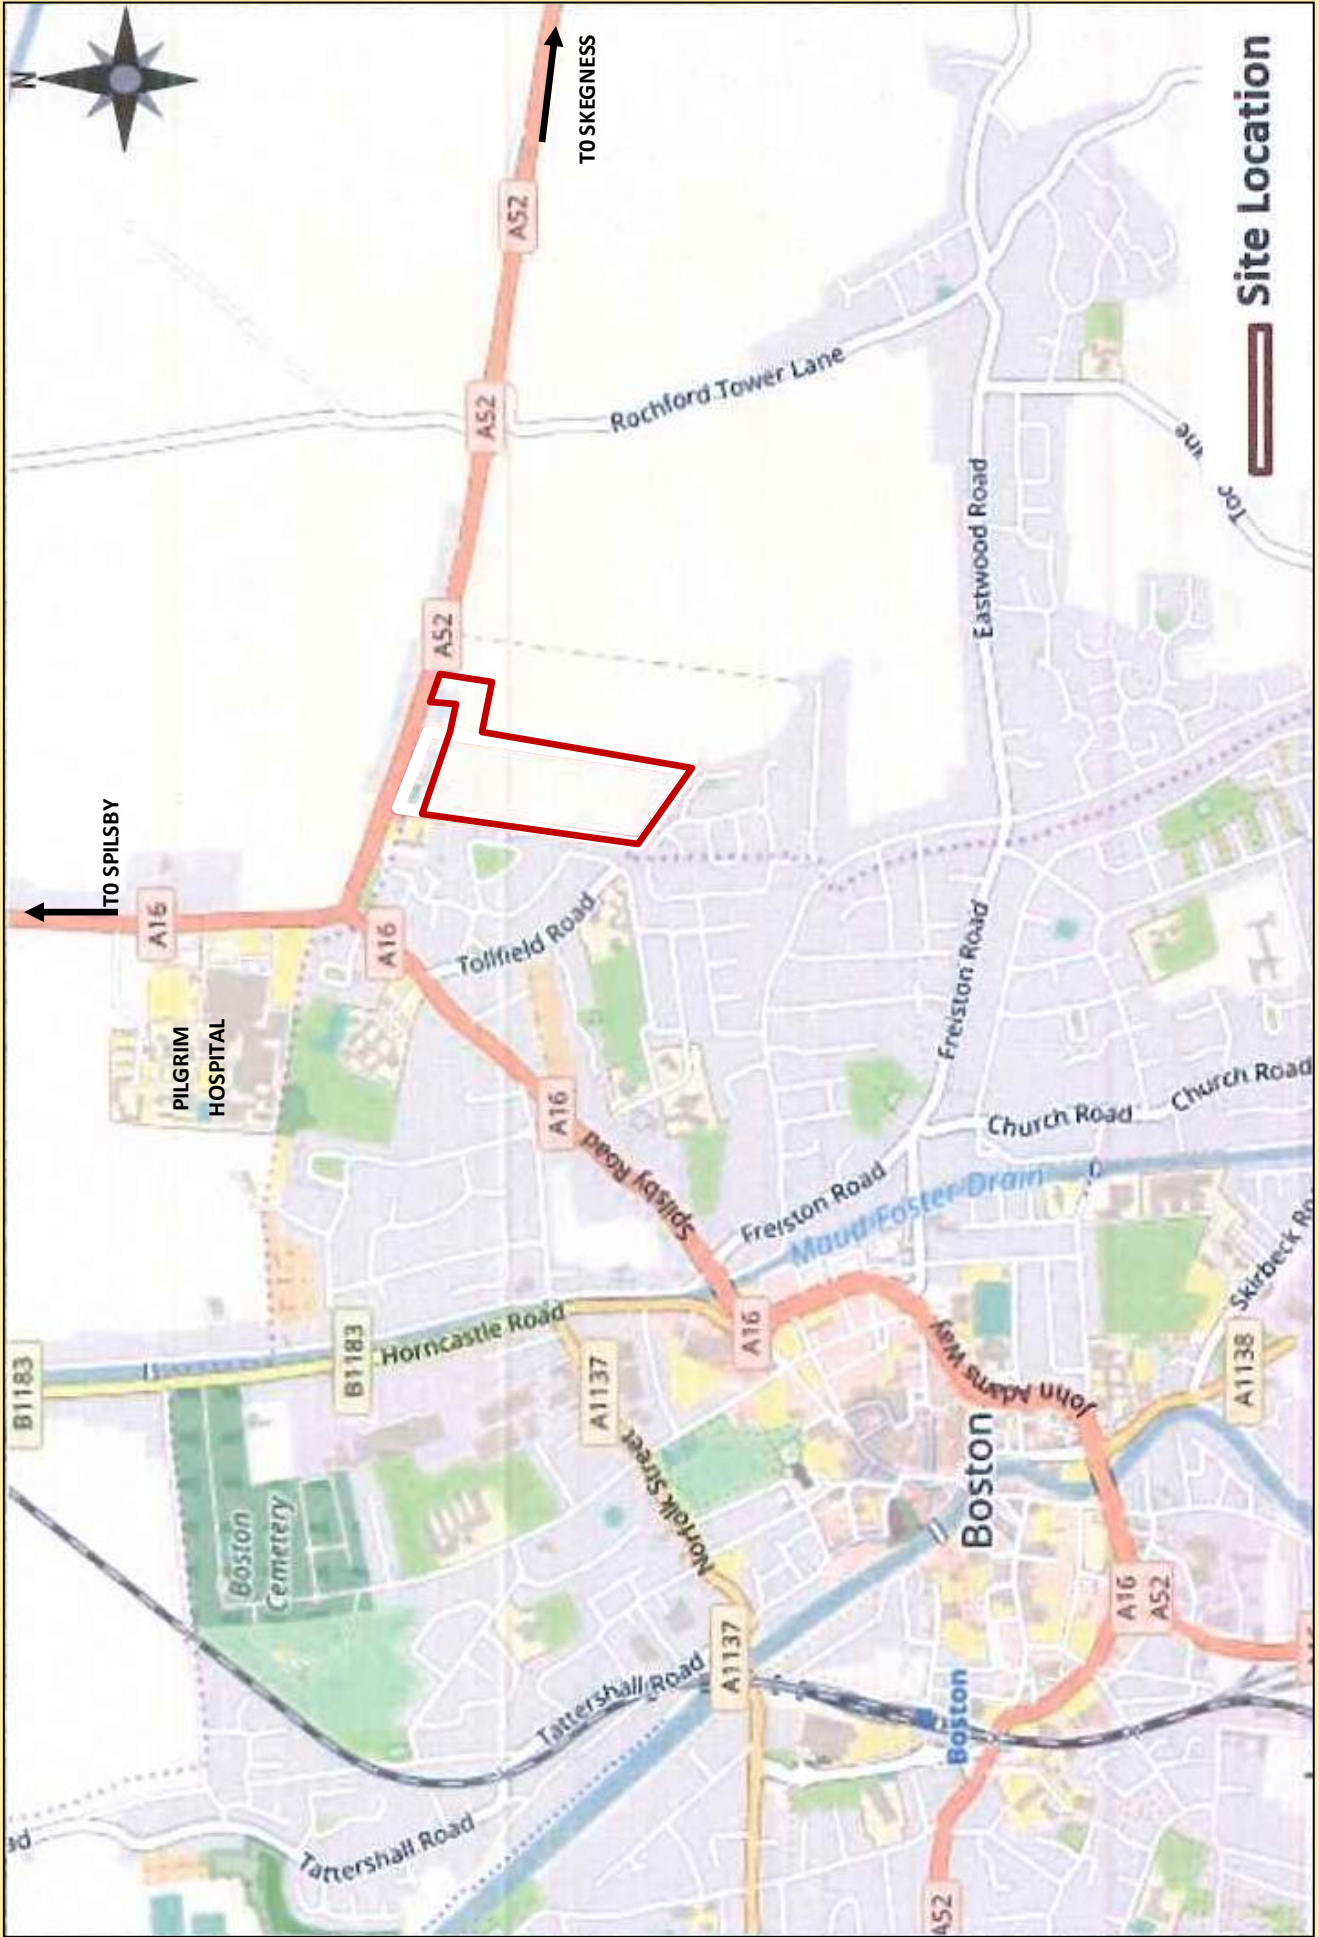 N
TO SKEGNESS
A52
Site Location
A52
Rochford Tower Lane
A52
Eastwood Road
TO SPILSBY
A16
A16
Tollfield Road
Freiston Road
PILGRIM
HOSPITAL
A16
Spilsby Road
Church Road
Church Road
Freiston Road
Maud Foster Drain
B1183
B1183
Horncastle Road
A16
A1137
John Adams Way
Skirbeck Ro
A1138
Boston
Cemetery
Norfolk Street
Boston
A16
A52
A1137
Tattershall Road
Boston
Tattershall Road
ad
A52